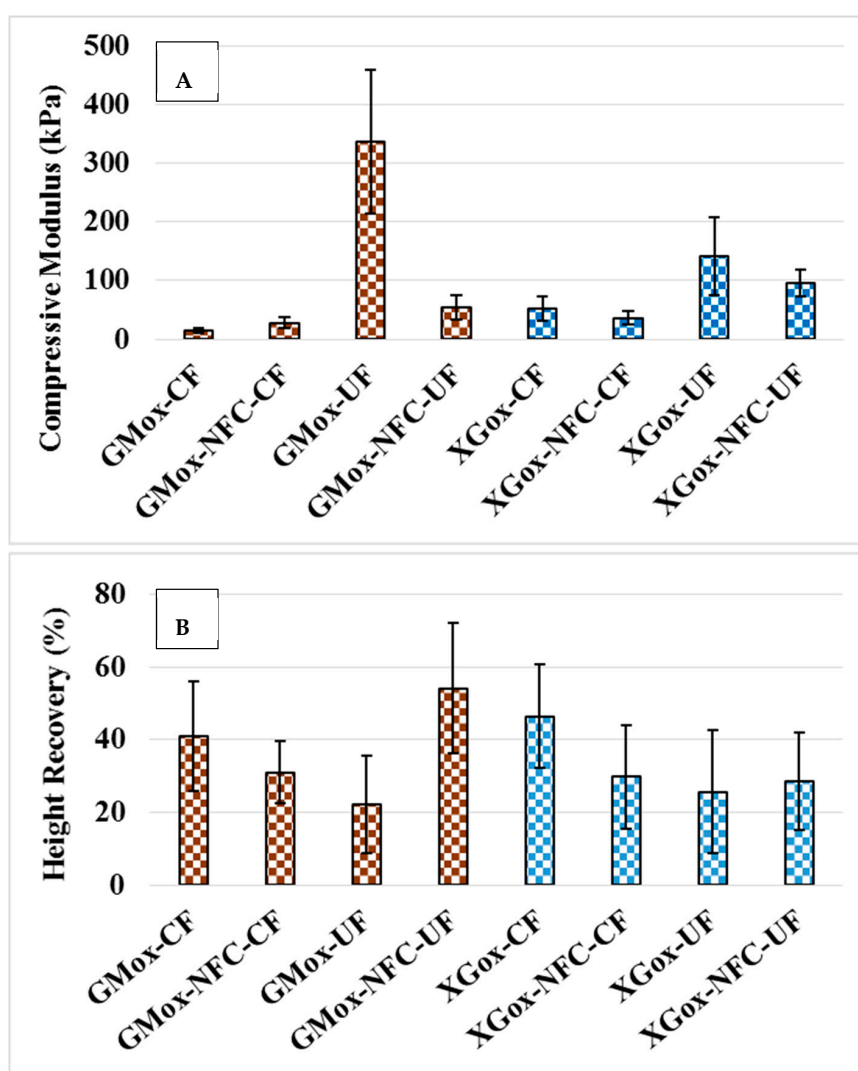 A
Compressive Modulus (kPa)
500
400
300
200
100
0
GMox-CF
GMox-NFC-CF
GMox-UF
GMox-NFC-UF
XGox-CF
XGox-NFC-CF
XGox-UF
XGox-NFC-UF
B
Height Recovery (%)
80
60
40
20
0
GMox-CF
GMox-NFC-CF
GMox-UF
GMox-NFC-UF
XGox-CF
XGox-NFC-CF
XGox-UF
XGox-NFC-UF